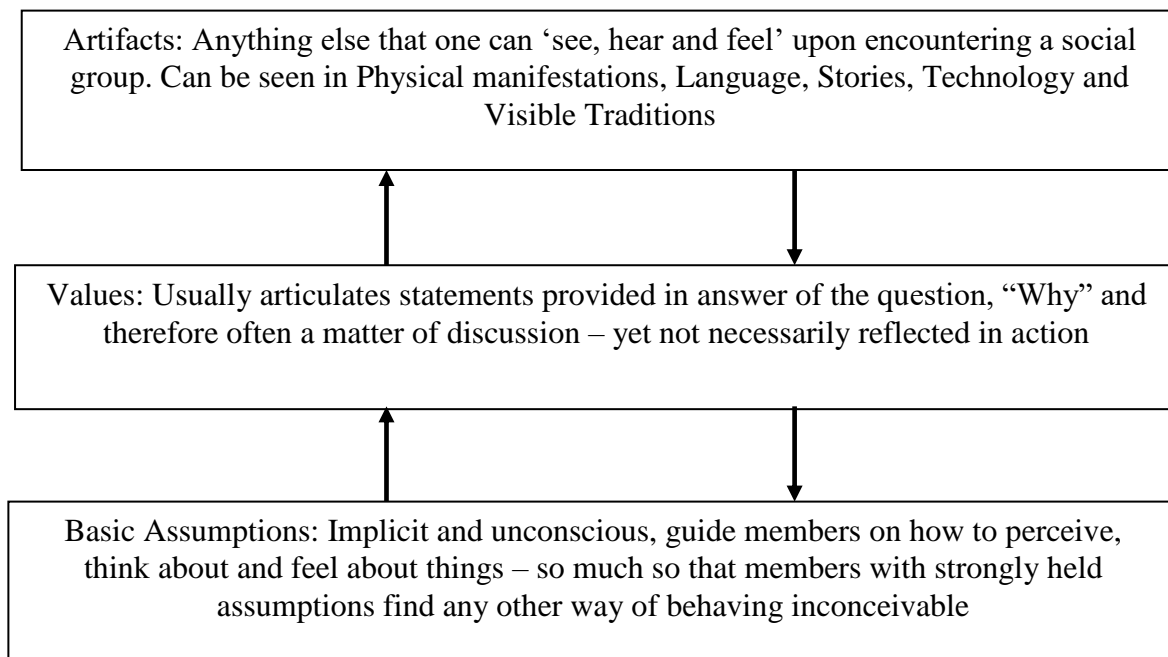 Artifacts: Anything else that one can ‘see, hear and feel’ upon encountering a social
group. Can be seen in Physical manifestations, Language, Stories, Technology and
Visible Traditions
Values: Usually articulates statements provided in answer of the question, “Why” and
therefore often a matter of discussion – yet not necessarily reflected in action
Basic Assumptions: Implicit and unconscious, guide members on how to perceive,
think about and feel about things – so much so that members with strongly held
assumptions find any other way of behaving inconceivable